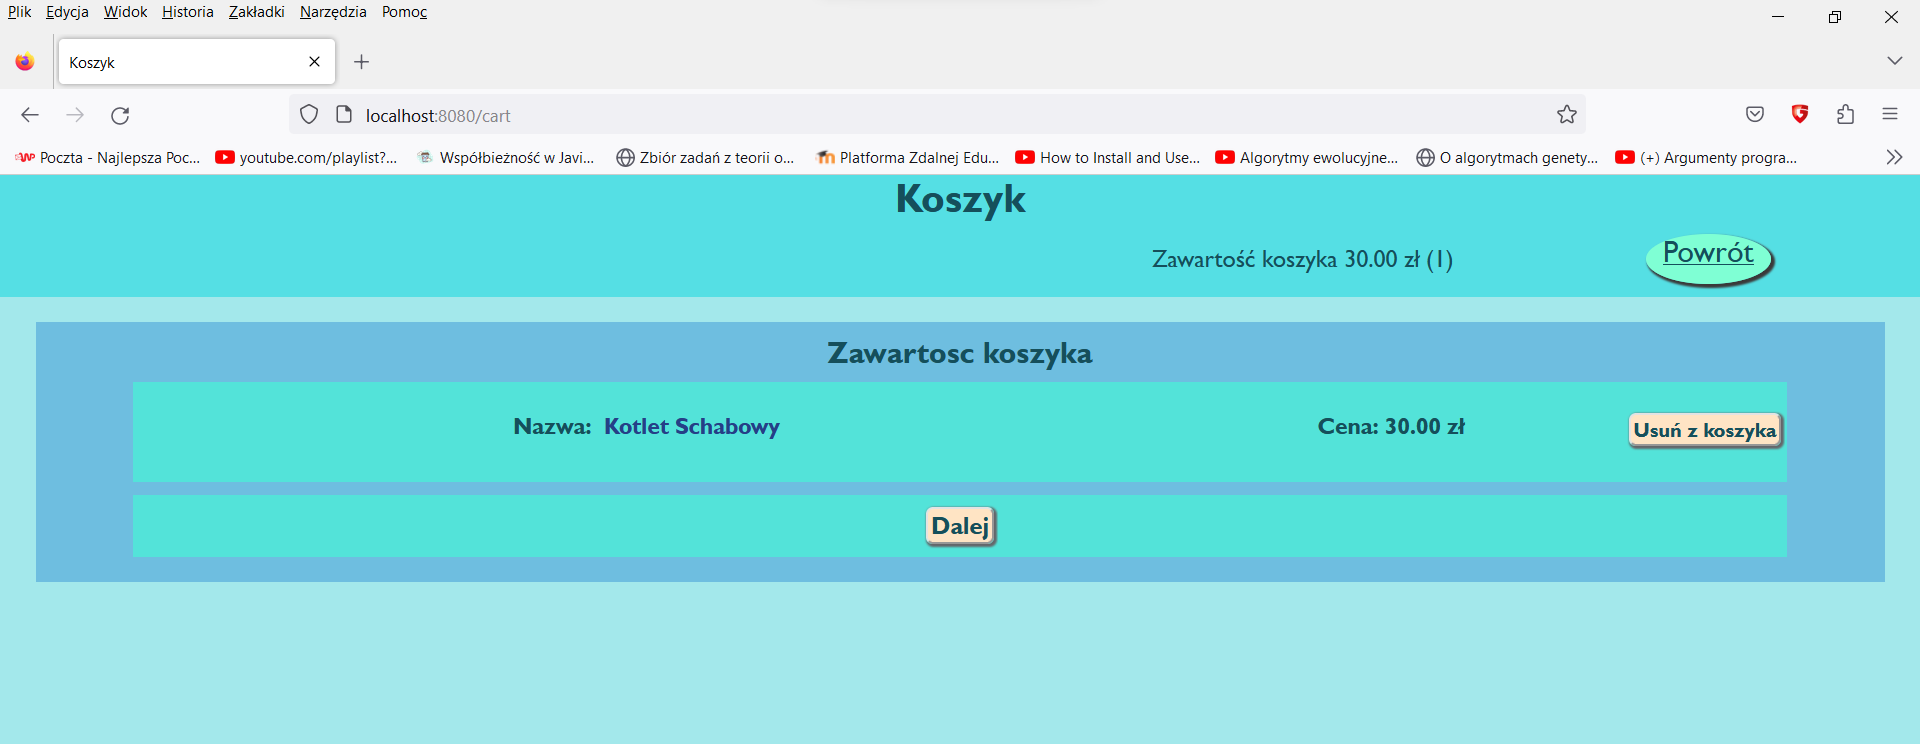 Plik Edycja Widok Historia Zakładki Narzędzia Pomoc
Koszyk
localhost:8080/cart
Poczta - Najlepsza Poc... youtube.com/playlist?... Współbieżność w Javi... Zbiór zadań z teorii o... Platforma Zdalnej Edu... How to Install and Use... Algorytmy ewolucyjne... O algorytmach genety... (+) Argumenty progra...
Koszyk
Zawartość koszyka 30.00 zł (1) Powrót
Zawartosc koszyka
Nazwa: Kotlet Schabowy Cena: 30.00 zł Usuń z koszyka
Dalej